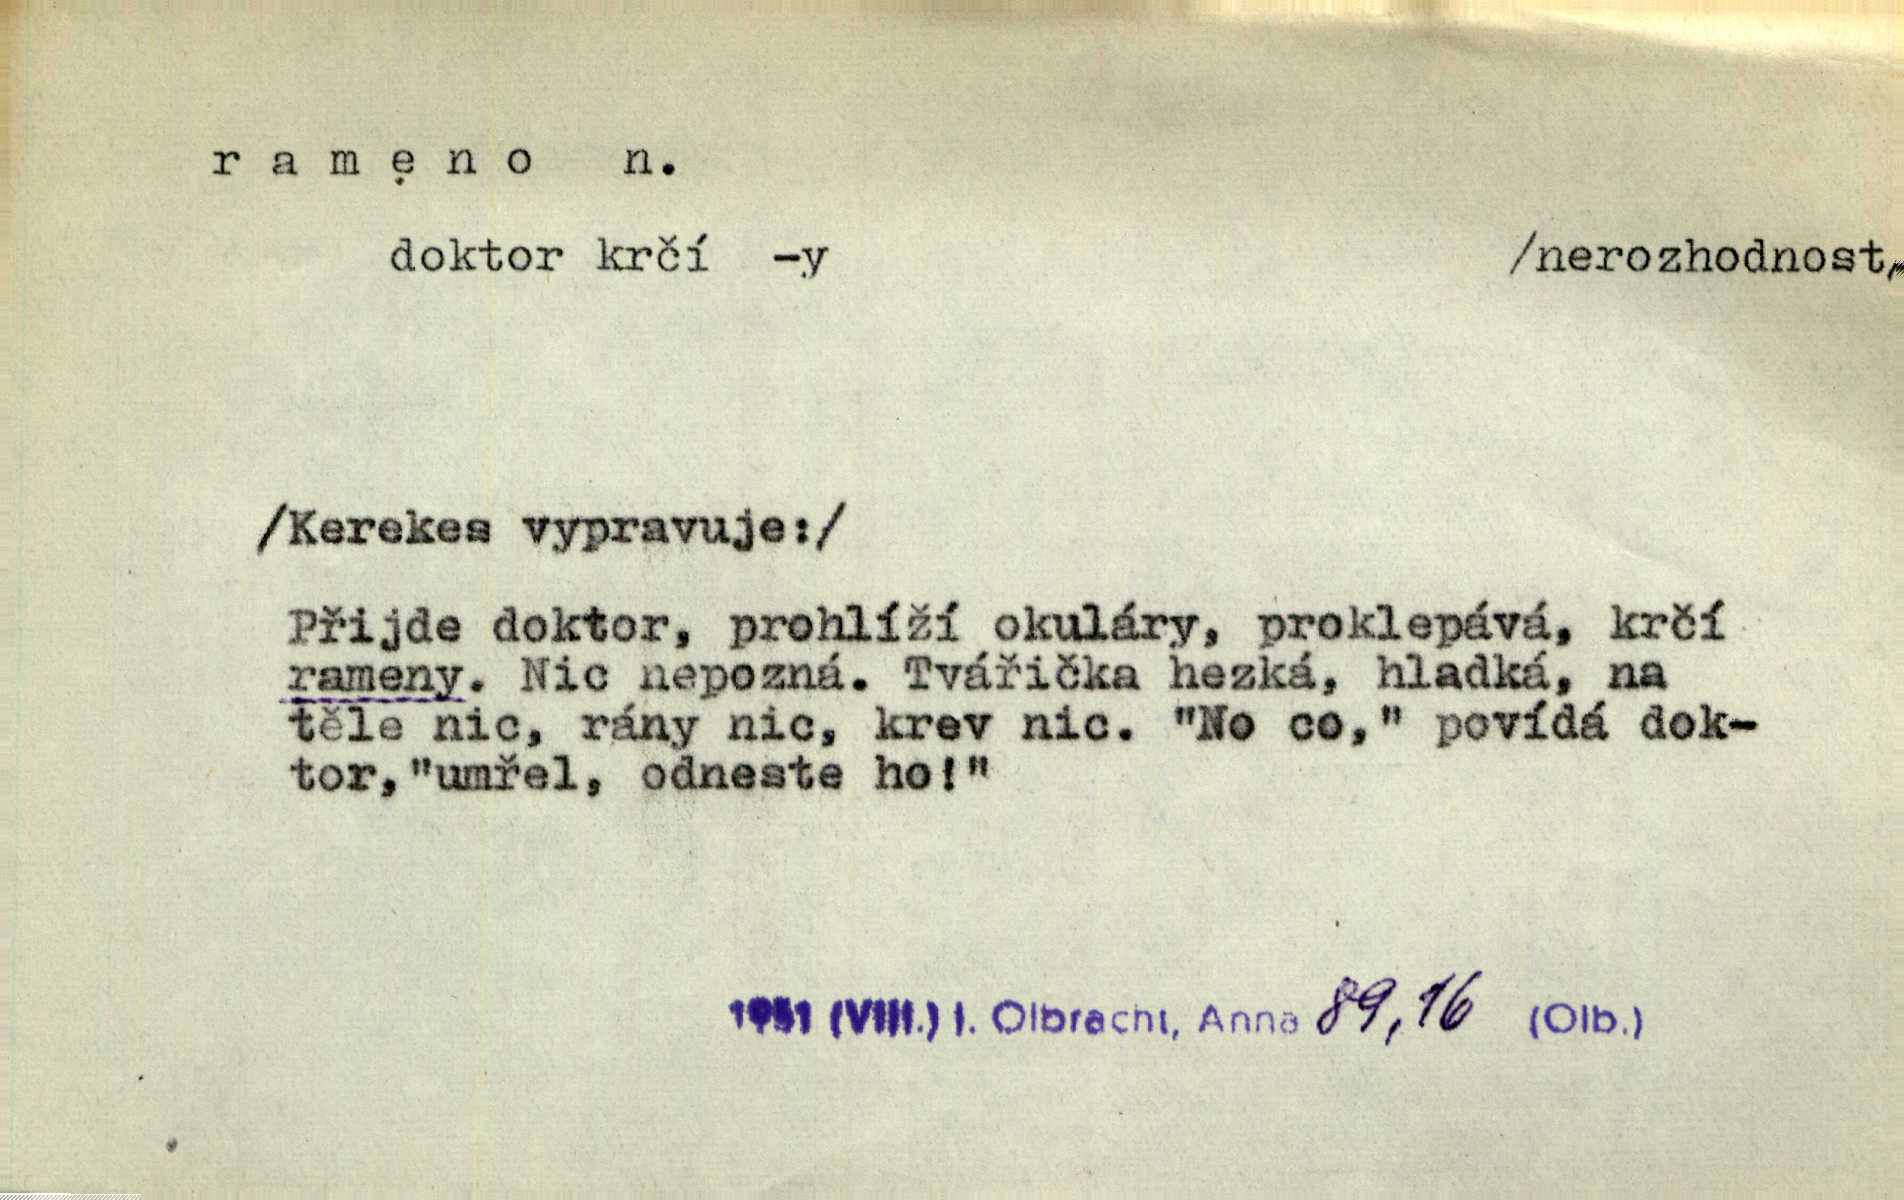 rameno n.
doktor krčí -y /nerozhodnost,
/Kerekes vypravuje:/
Přijde doktor, prohlíží okuláry, proklepává, krčí
rameny. Nic nepozná. Tvářička hezká, hladká, na
těle nic, rány nic, krev nic. "No co," povídá dok-
tor,"umřel, odneste ho!"
1951 (VIII.) I. Olbracht, Anna 89,16 (Olb.)